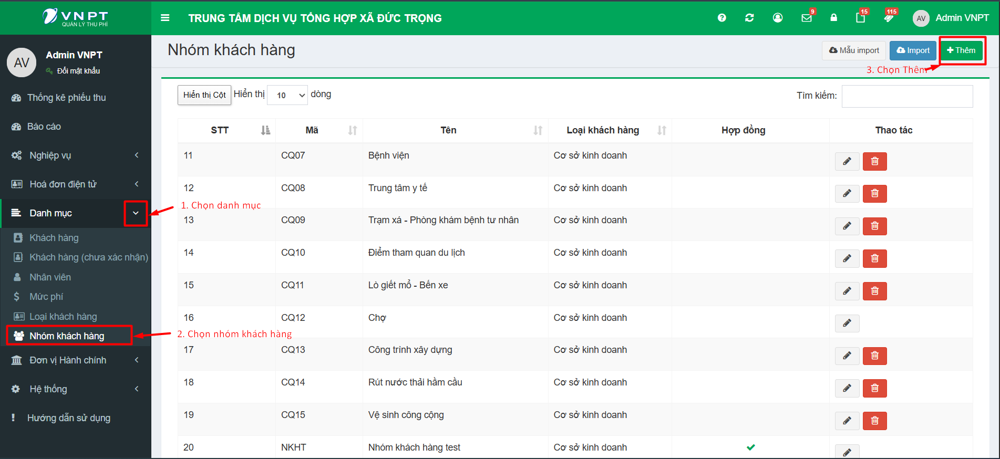 VNPT
QUẢN LÝ THU PHÍ
TRUNG TÂM DỊCH VỤ TỔNG HỢP XÃ ĐỨC TRỌNG
9
15
115
AV
Admin VNPT
AV
Admin VNPT
Đổi mật khẩu
Thống kê phiếu thu
Báo cáo
Nghiệp vụ
Hoá đơn điện tử
Danh mục
Khách hàng
Khách hàng (chưa xác nhận)
Nhân viên
Mức phí
Loại khách hàng
Nhóm khách hàng
Đơn vị Hành chính
Hệ thống
Hướng dẫn sử dụng
1. Chọn danh mục
2. Chọn nhóm khách hàng
Nhóm khách hàng
Mẫu import
Import
Thêm
3. Chọn Thêm
Hiển thị Cột
Hiển thị 10 dòng
Tìm kiếm:
STT Mã Tên Loại khách hàng Hợp đồng Thao tác
11 CQ07 Bệnh viện Cơ sở kinh doanh
12 CQ08 Trung tâm y tế Cơ sở kinh doanh
13 CQ09 Trạm xá - Phòng khám bệnh tư nhân Cơ sở kinh doanh
14 CQ10 Điểm tham quan du lịch Cơ sở kinh doanh
15 CQ11 Lò giết mổ - Bến xe Cơ sở kinh doanh
16 CQ12 Chợ Cơ sở kinh doanh
17 CQ13 Công trình xây dựng Cơ sở kinh doanh
18 CQ14 Rút nước thải hầm cầu Cơ sở kinh doanh
19 CQ15 Vệ sinh công cộng Cơ sở kinh doanh
20 NKHT Nhóm khách hàng test Cơ sở kinh doanh